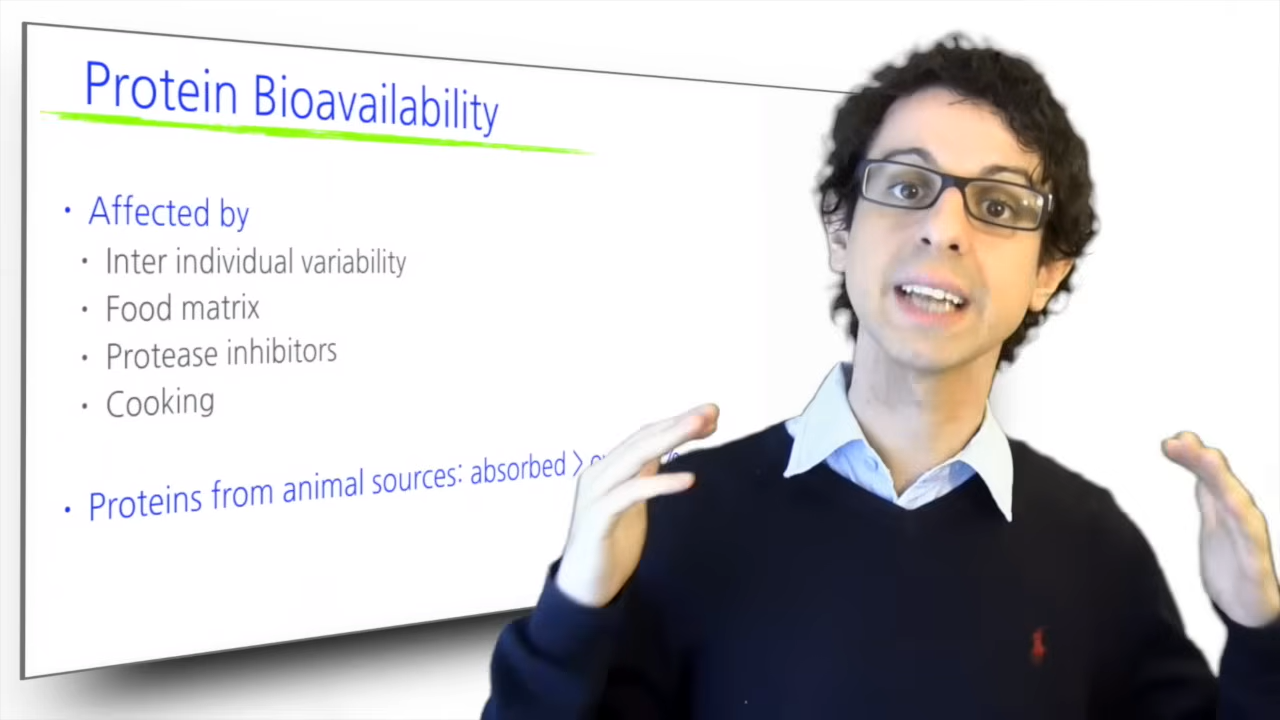 Protein Bioavailability
• Affected by
• Inter individual variability
• Food matrix
• Protease inhibitors
• Cooking
• Proteins from animal sources: absorbed >